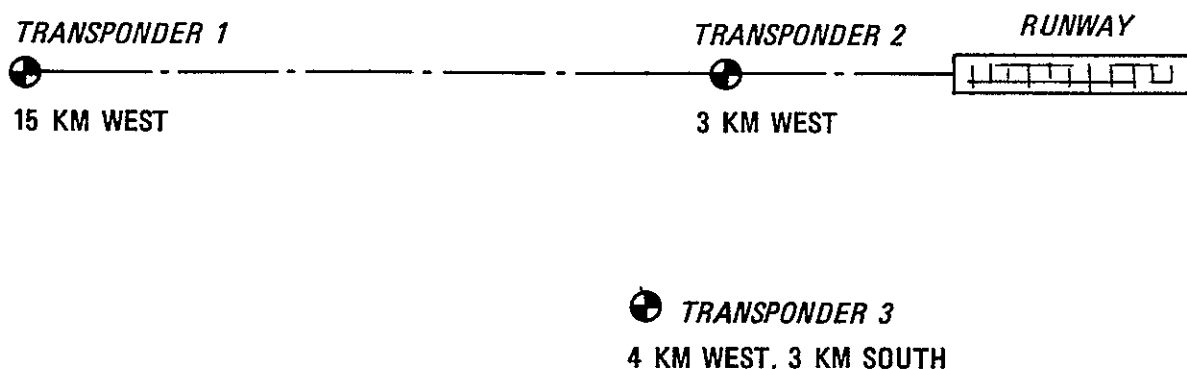 TRANSPONDER 1
TRANSPONDER 2
RUNWAY
15 KM WEST
3 KM WEST
TRANSPONDER 3
4 KM WEST, 3 KM SOUTH